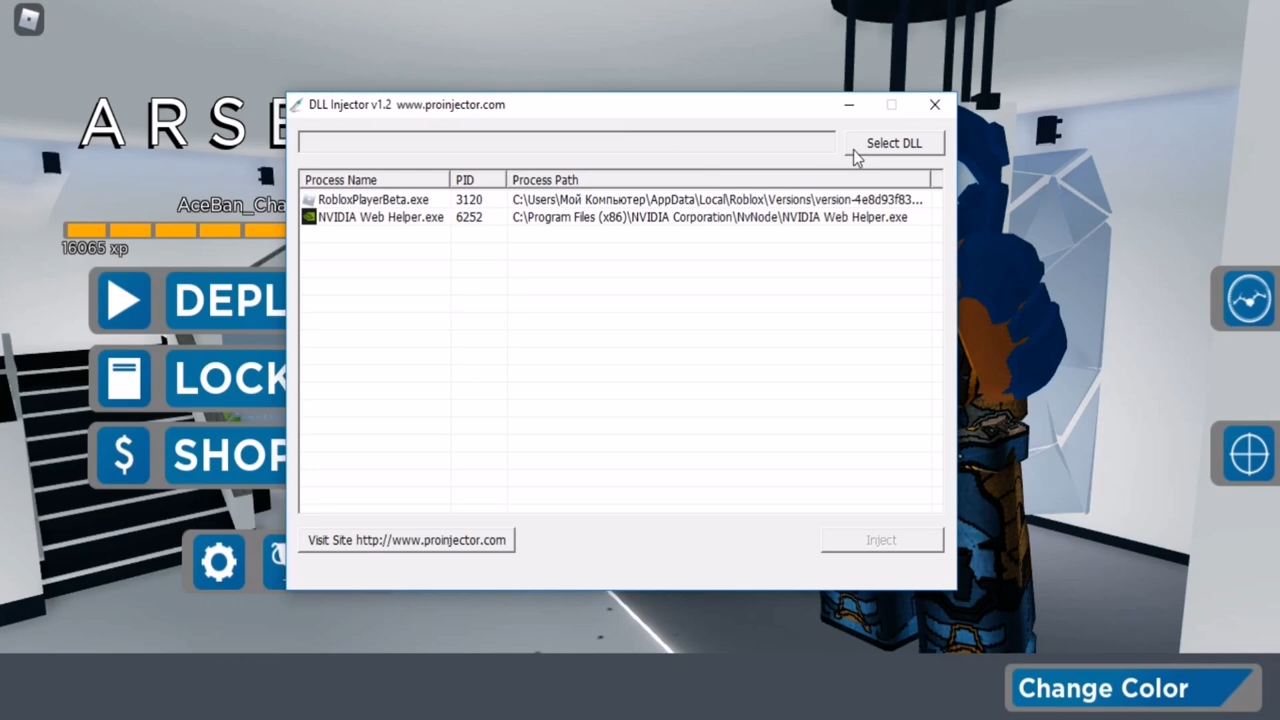 ARSE
DLL Injector v1.2 www.proinjector.com
Select DLL
Process Name PID Process Path
RobloxPlayerBeta.exe 3120 C:\Users\Мой Компьютер\AppData\Local\Roblox\Versions\version-4e8d93f83...
NVIDIA Web Helper.exe 6252 C:\Program Files (x86)\NVIDIA Corporation\NvNode\NVIDIA Web Helper.exe
AceBan_Cha
16065 xp
DEPL
LOCK
$ SHOP
Visit Site http://www.proinjector.com
Inject
Change Color